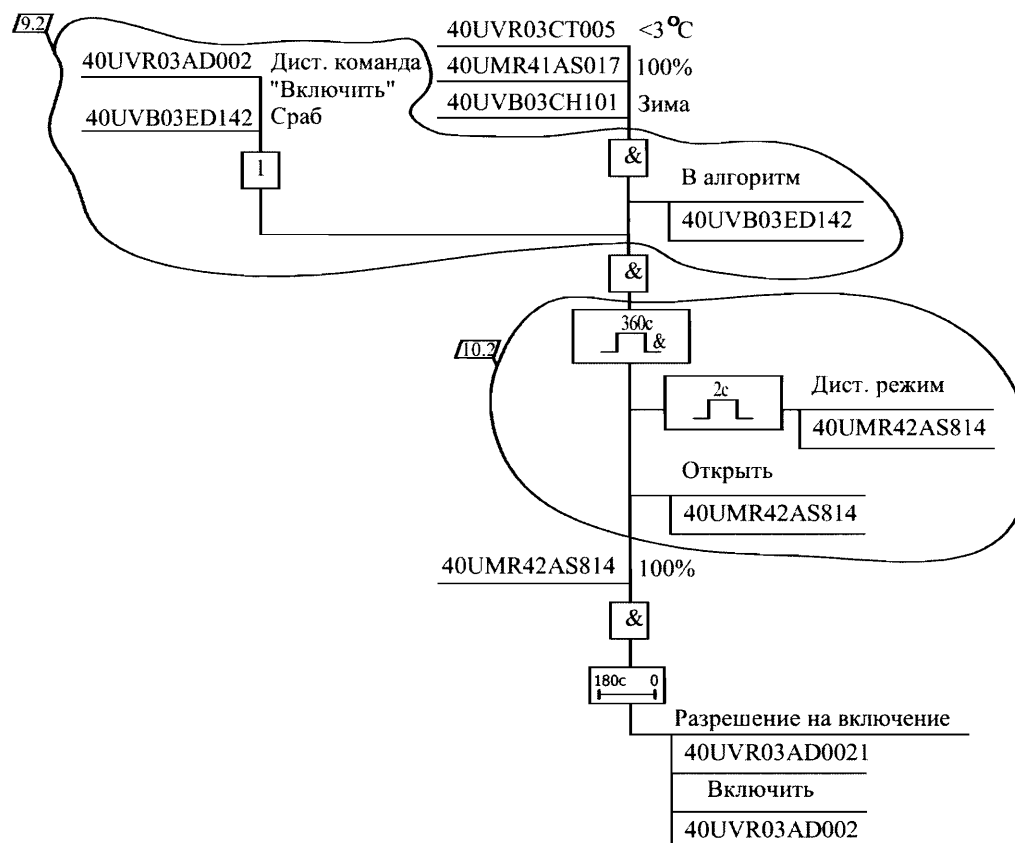 9.2
40UVR03CT005 <3°C
40UVR03AD002 Дист. команда
40UMR41AS017 100%
"Включить"
40UVB03CH101 Зима
40UVB03ED142 Сраб
&
1
В алгоритм
40UVB03ED142
&
360с
&
10.2
2с
Дист. режим
40UMR42AS814
Открыть
40UMR42AS814
40UMR42AS814 100%
&
180с 0
Разрешение на включение
40UVR03AD0021
Включить
40UVR03AD002